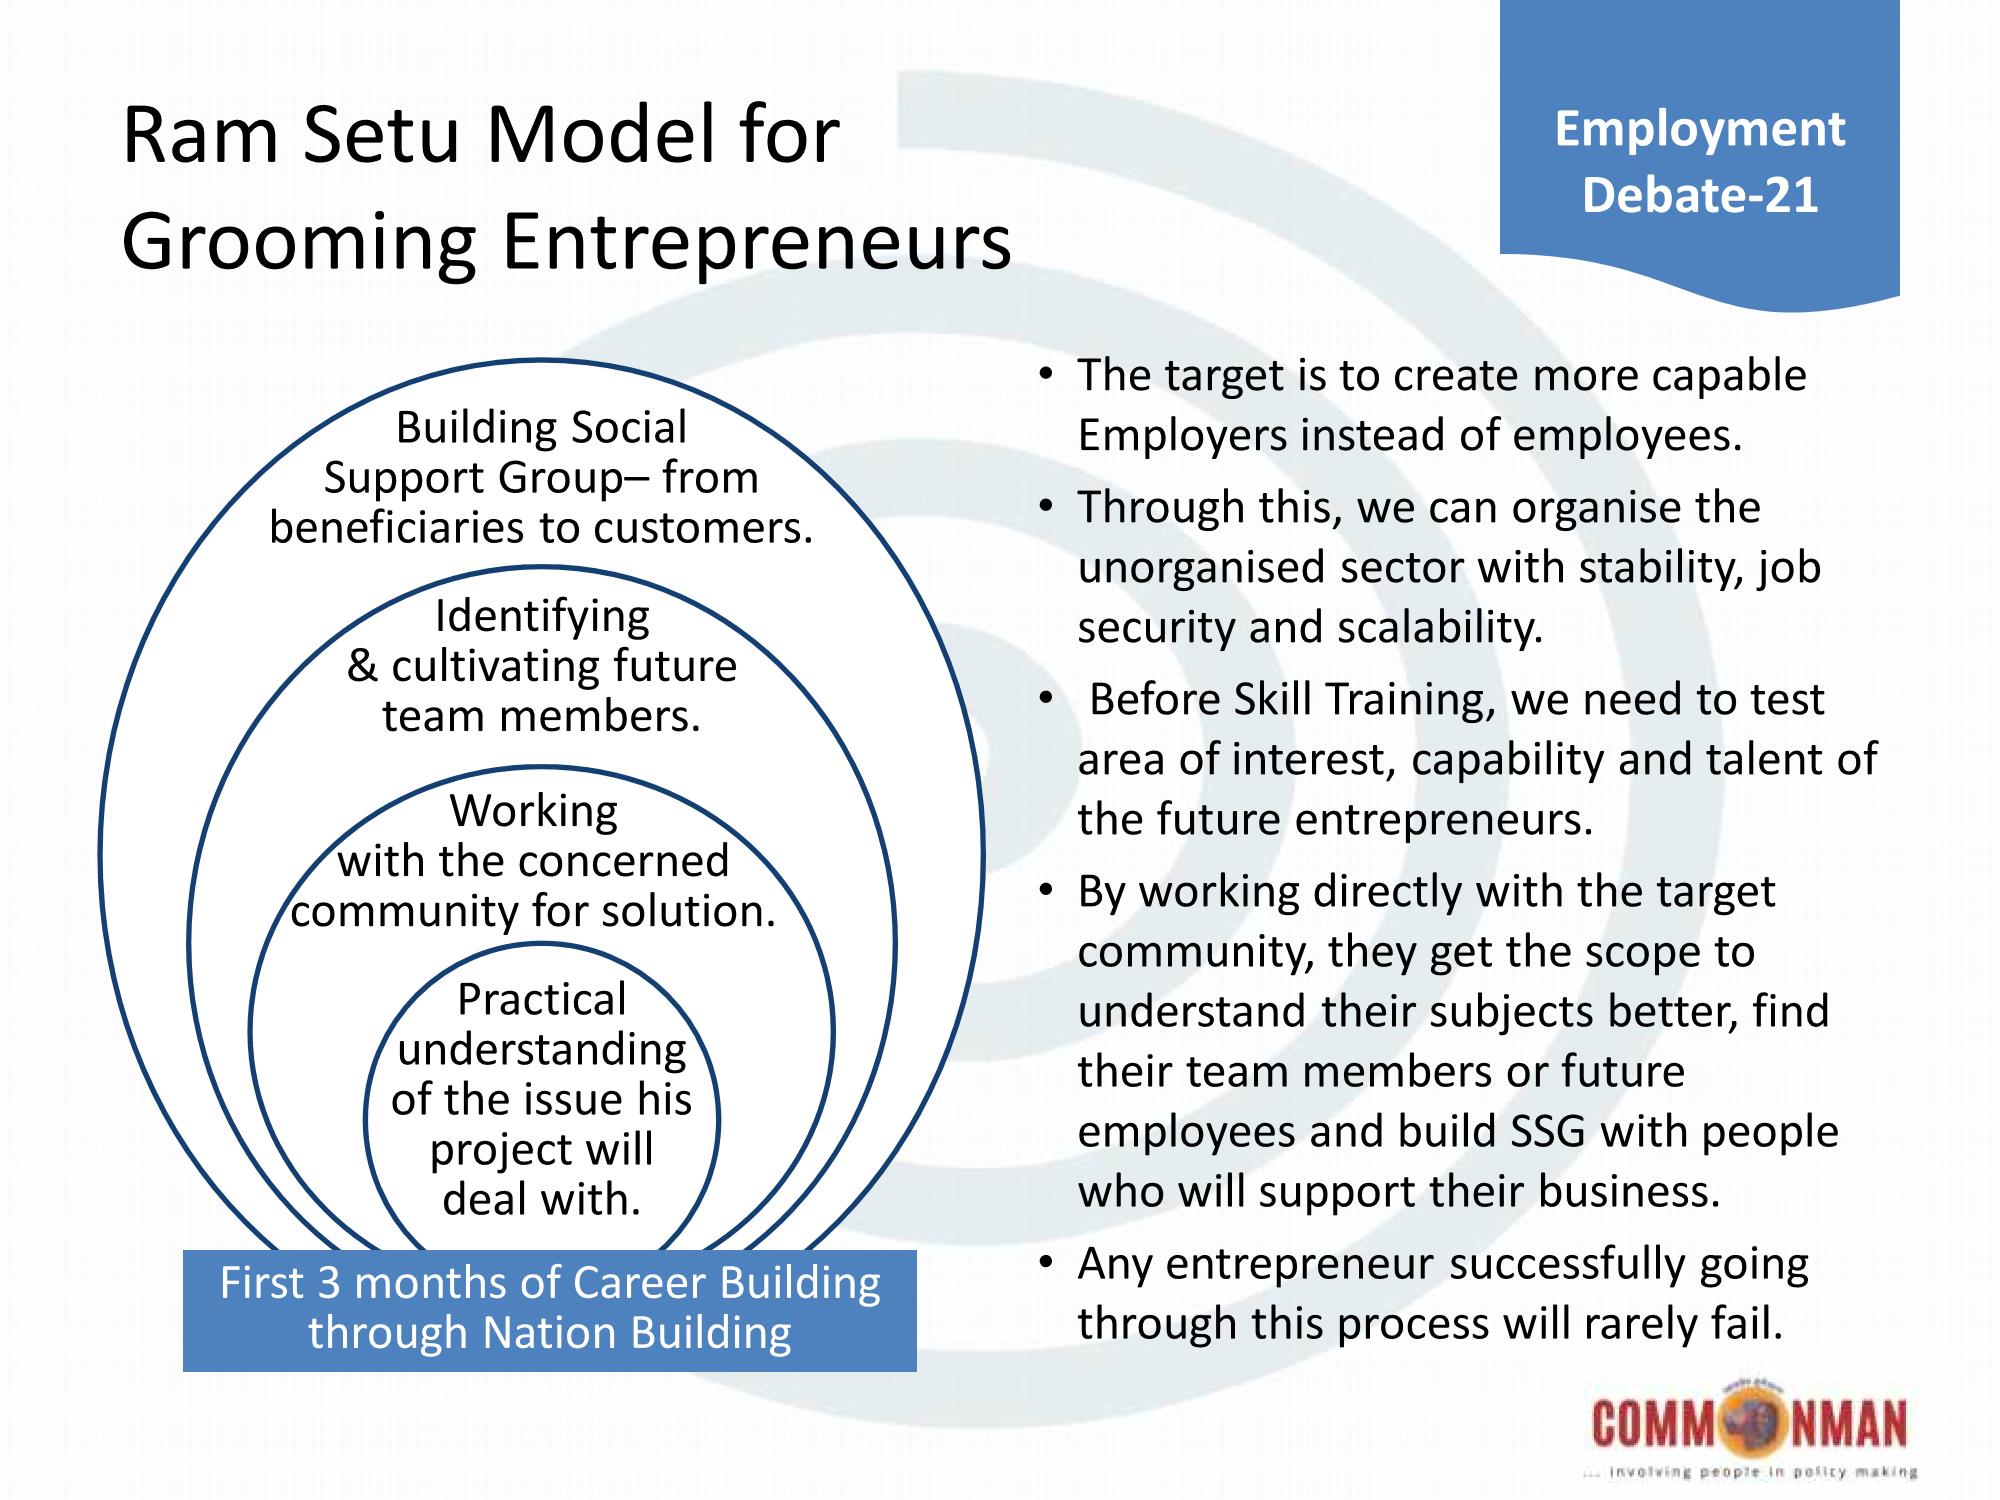 Ram Setu Model for
Grooming Entrepreneurs
Employment
Debate-21
Building Social
Support Group– from
beneficiaries to customers.
Identifying
& cultivating future
team members.
Working
with the concerned
community for solution.
Practical
understanding
of the issue his
project will
deal with.
First 3 months of Career Building
through Nation Building
• The target is to create more capable
Employers instead of employees.
• Through this, we can organise the
unorganised sector with stability, job
security and scalability.
• Before Skill Training, we need to test
area of interest, capability and talent of
the future entrepreneurs.
• By working directly with the target
community, they get the scope to
understand their subjects better, find
their team members or future
employees and build SSG with people
who will support their business.
• Any entrepreneur successfully going
through this process will rarely fail.
COMMONMAN
... involving people in policy making